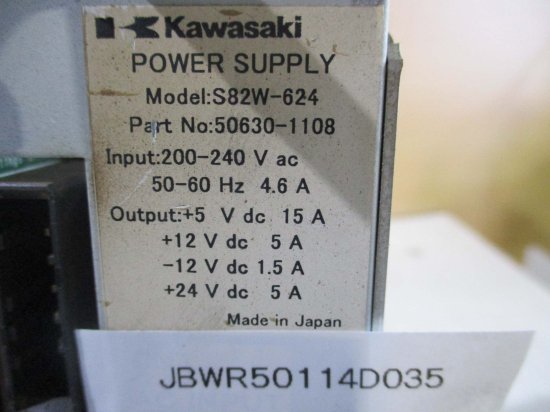 Kawasaki
POWER SUPPLY
Model:S82W-624
Part No:50630-1108
Input:200-240 V ac
50-60 Hz 4.6 A
Output:+5 V dc 15 A
+12 V dc 5 A
-12 V dc 1.5 A
+24 V dc 5 A
Made in Japan
JBWR50114D035